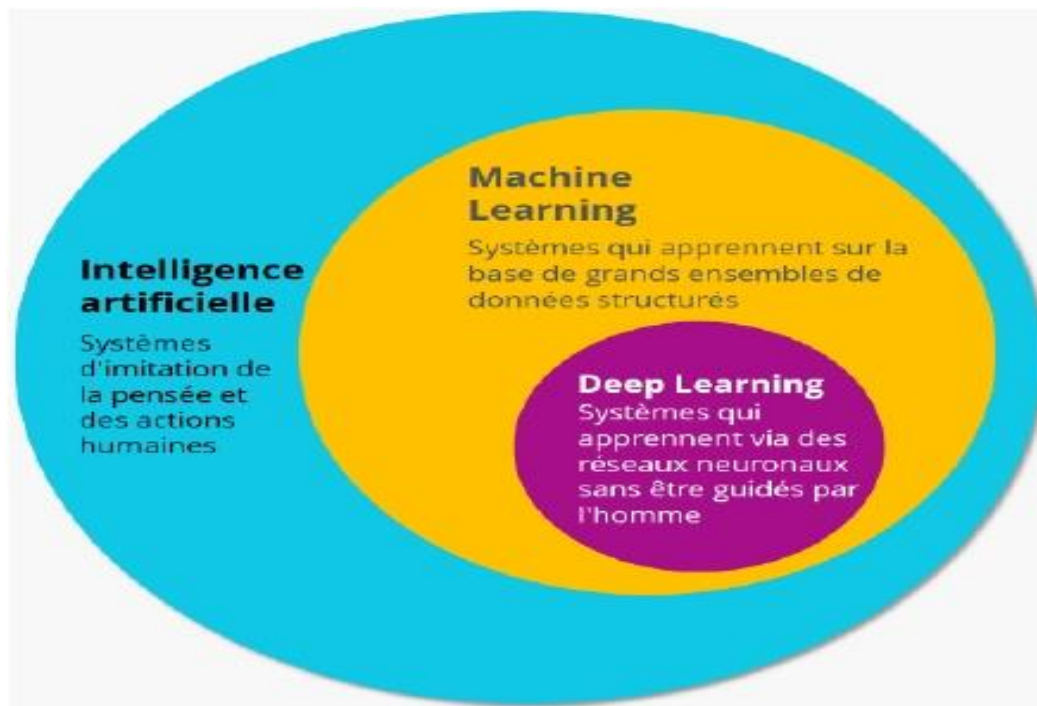 Machine
Learning
Systèmes qui apprennent sur la
base de grands ensembles de
données structurés
Intelligence
artificielle
Systèmes
d'imitation de
la pensée et
des actions
humaines
Deep Learning
Systèmes qui
apprennent via des
réseaux neuronaux
sans être guidés par
l'homme